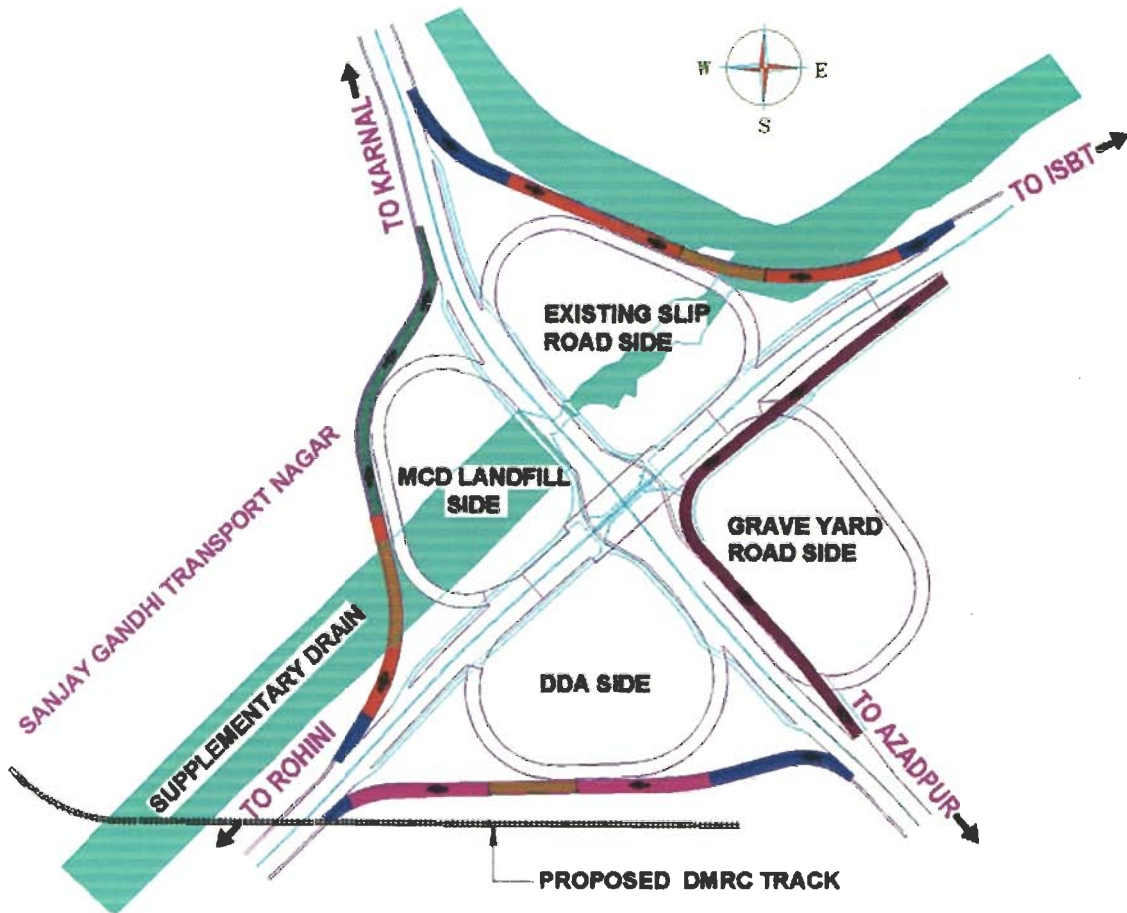 W E
S
TO KARNAL
TO ISBT
EXISTING SLIP
ROAD SIDE
MCD LANDFILL
SIDE
GRAVE YARD
ROAD SIDE
SANJAY GANDHI TRANSPORT NAGAR
SUPPLEMENTARY DRAIN
DDA SIDE
TO ROHINI
TO AZADPUR
PROPOSED DMRC TRACK